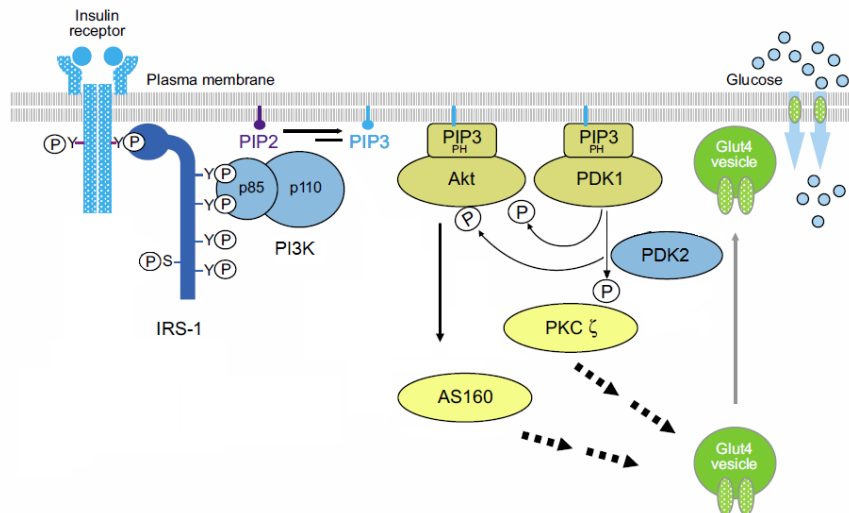 Insulin
receptor
Plasma membrane
Glucose
P Y
Y P
PIP2
PIP3
PIP3
PH
Akt
PIP3
PH
PDK1
Glut4
vesicle
Y P
Y P
p85
p110
PI3K
Y P
P S
Y P
IRS-1
P
P
PDK2
P
PKC ζ
AS160
Glut4
vesicle